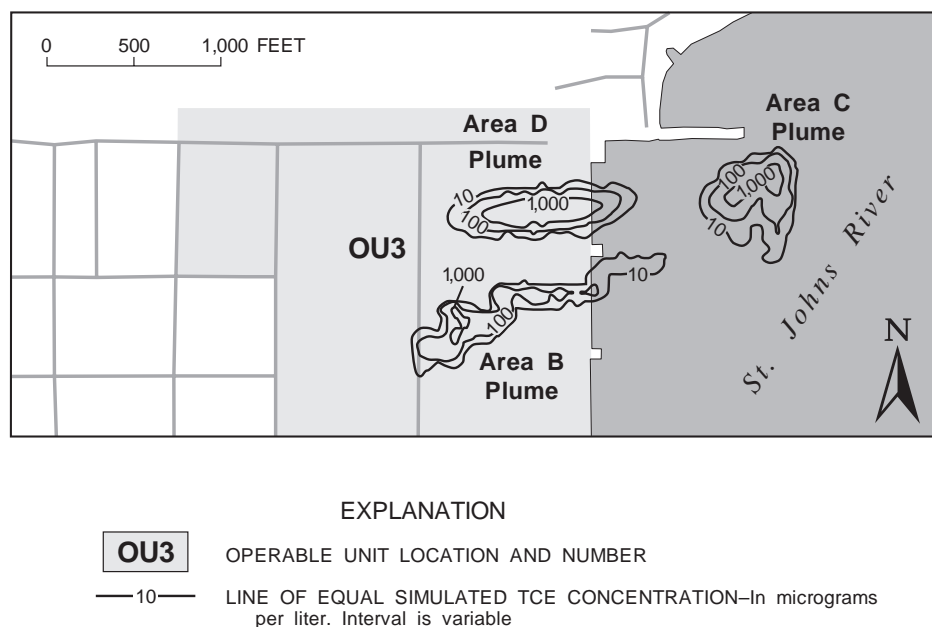 0 500 1,000 FEET
Area C
Plume
Area D
Plume
100
1,000
10
10
100
1,000
10
OU3
10
1,000
100
Area B
Plume
St. Johns River
N
EXPLANATION
OU3 OPERABLE UNIT LOCATION AND NUMBER
10 LINE OF EQUAL SIMULATED TCE CONCENTRATION–In micrograms
per liter. Interval is variable